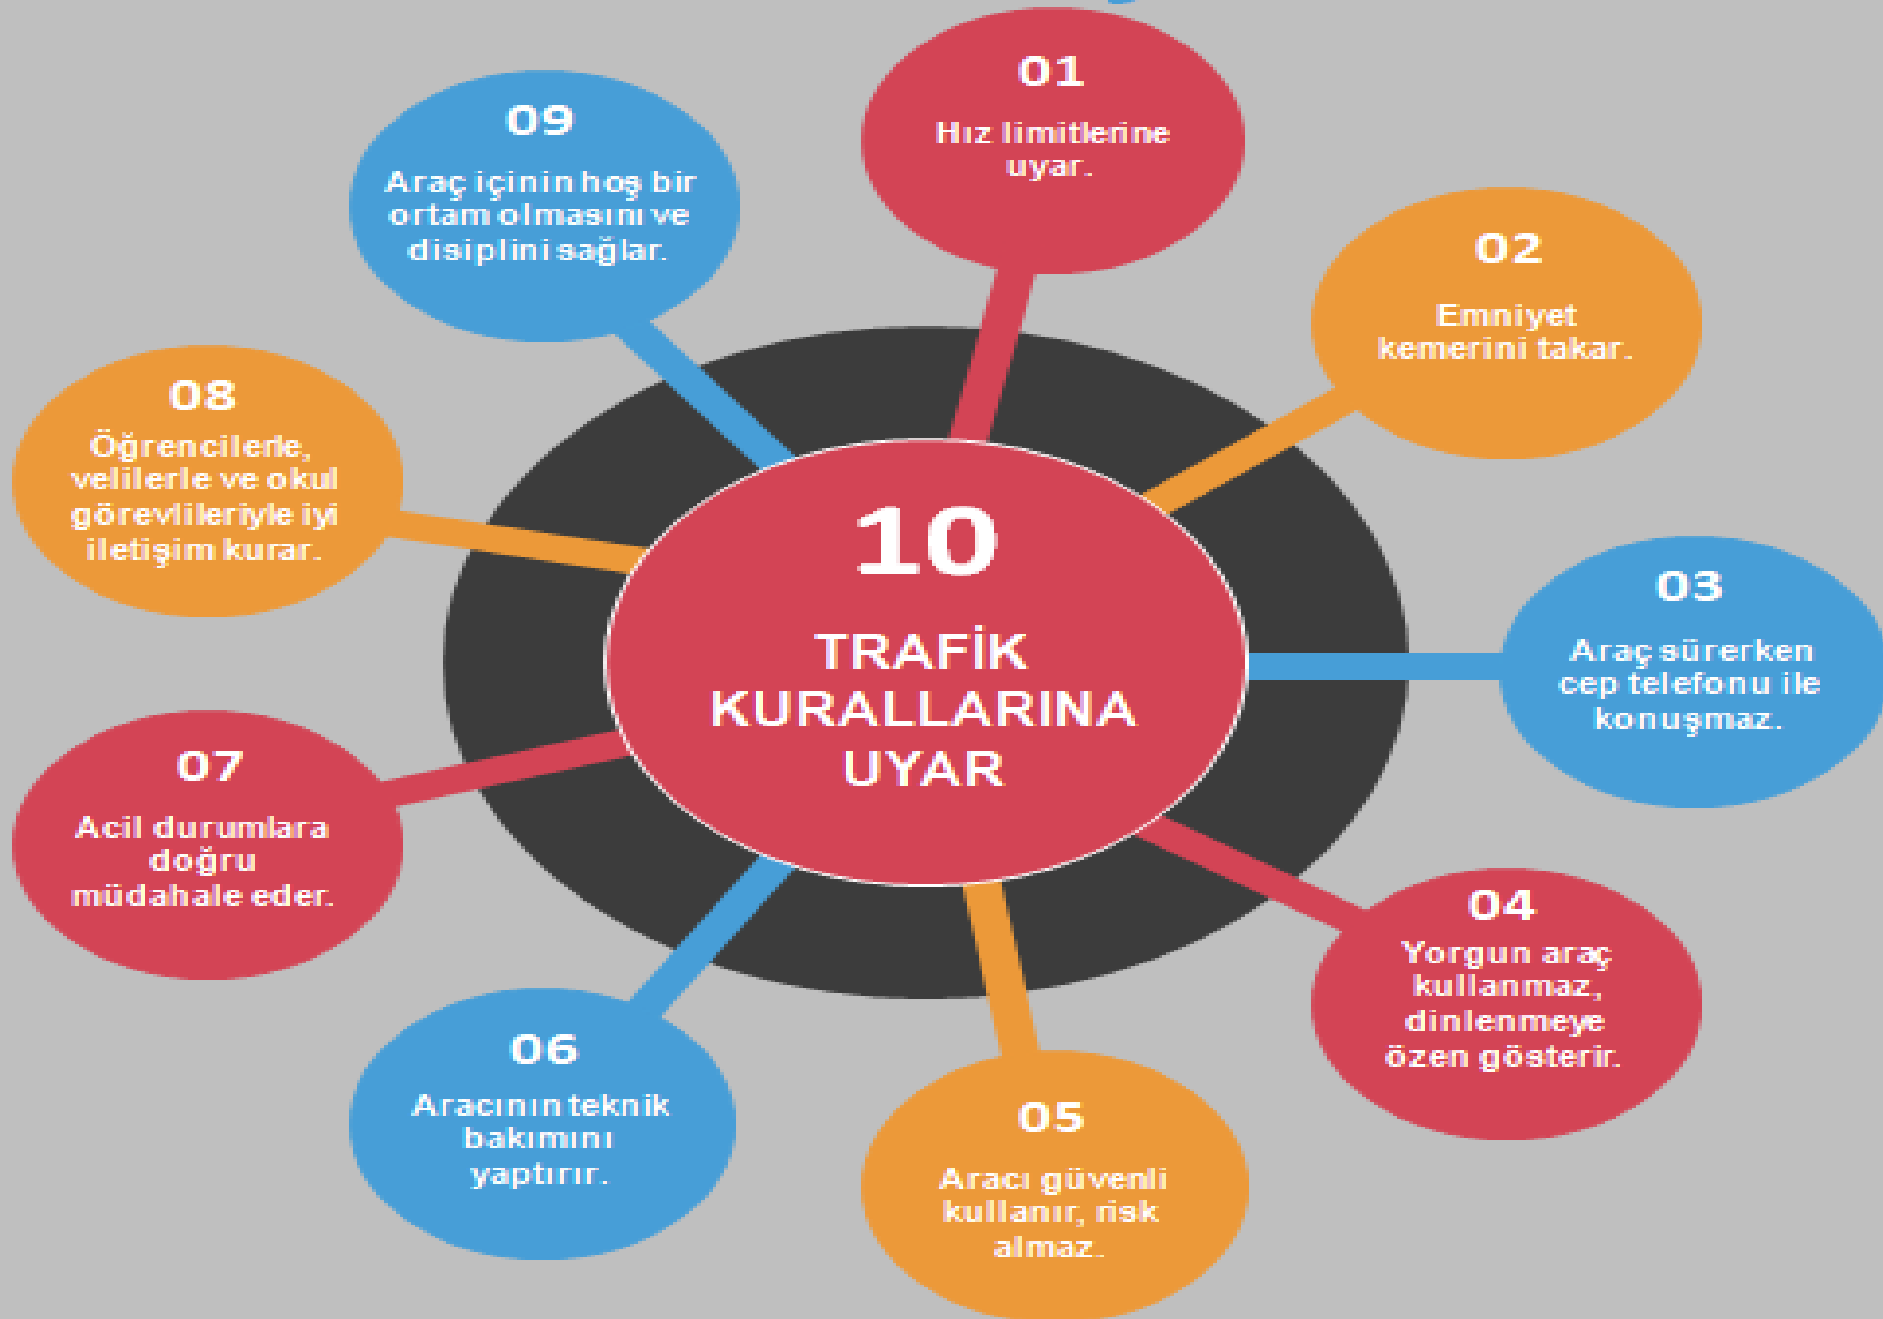 01
Hız limitlerine
uyar.
02
Emniyet
kemerini takar.
03
Araç sürerken
cep telefonu ile
konuşmaz.
04
Yorgun araç
kullanmaz,
dinlenmeye
özen gösterir.
05
Aracı güvenli
kullanır, risk
almaz.
06
Aracının teknik
bakımını
yaptırır.
07
Acil durumlara
doğru
müdahale eder.
08
Öğrencilerle,
velilerle ve okul
görevlileriyle iyi
iletişim kurar.
09
Araç içinin hoş bir
ortam olmasını ve
disiplini sağlar.
10
TRAFİK
KURALLARINA
UYAR